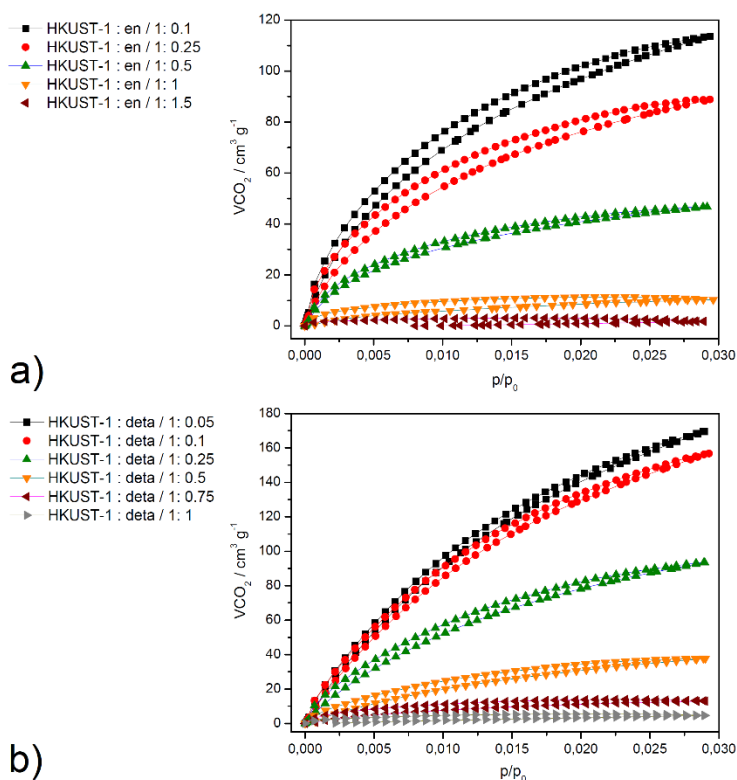 a)
HKUST-1 : en / 1: 0.1
HKUST-1 : en / 1: 0.25
HKUST-1 : en / 1: 0.5
HKUST-1 : en / 1: 1
HKUST-1 : en / 1: 1.5
VCO₂ / cm³ g⁻¹
120
100
80
60
40
20
0
0,000 0,005 0,010 0,015 0,020 0,025 0,030
p/p₀
b)
HKUST-1 : deta / 1: 0.05
HKUST-1 : deta / 1: 0.1
HKUST-1 : deta / 1: 0.25
HKUST-1 : deta / 1: 0.5
HKUST-1 : deta / 1: 0.75
HKUST-1 : deta / 1: 1
VCO₂ / cm³ g⁻¹
180
160
140
120
100
80
60
40
20
0
0,000 0,005 0,010 0,015 0,020 0,025 0,030
p/p₀